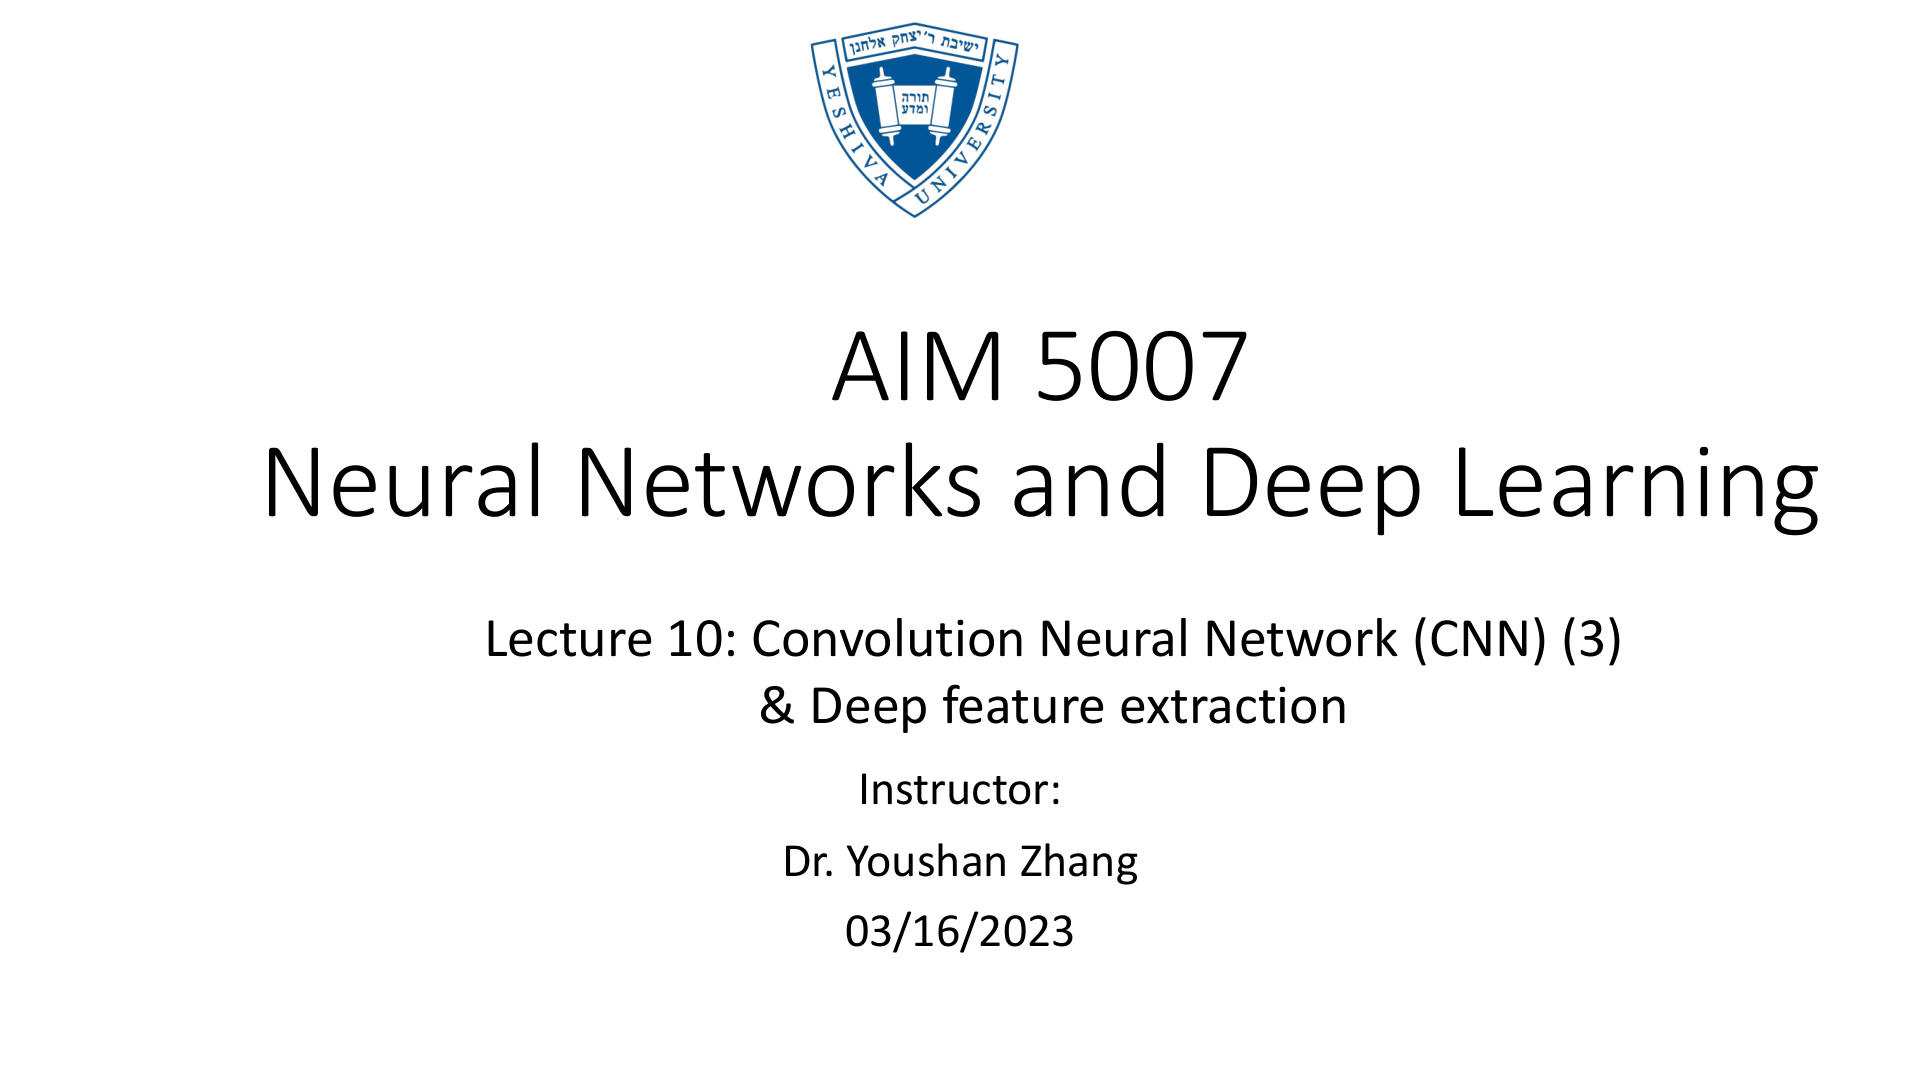 ישיבת ר' יצחק אלחנן
תורה
ומדע
YESHIVA UNIVERSITY
AIM 5007
Neural Networks and Deep Learning
Lecture 10: Convolution Neural Network (CNN) (3)
& Deep feature extraction
Instructor:
Dr. Youshan Zhang
03/16/2023